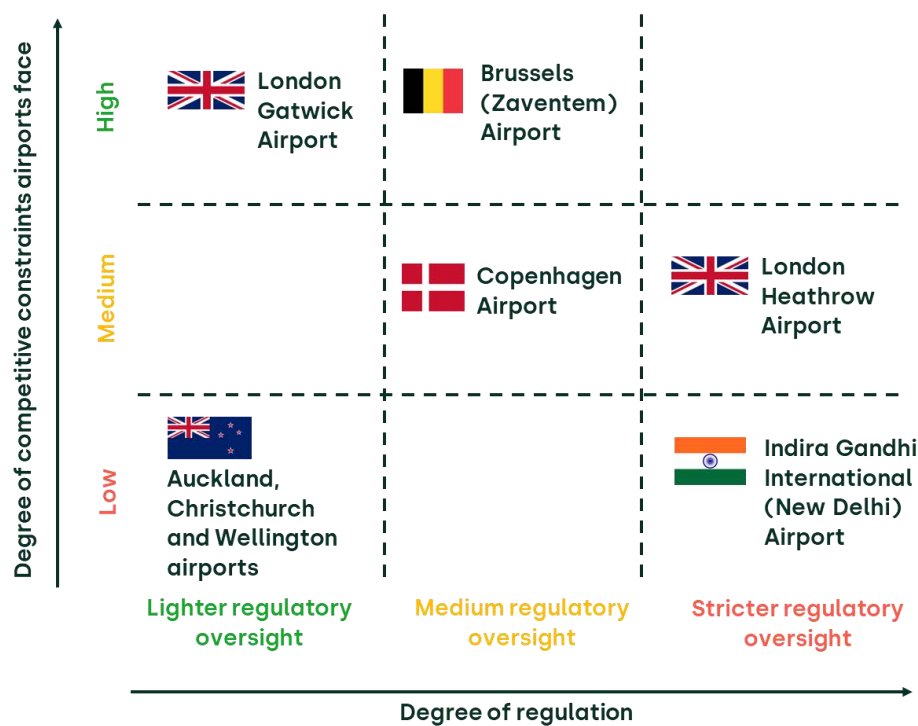 Degree of competitive constraints airports face
High
London
Gatwick
Airport
Brussels
(Zaventem)
Airport
Medium
Copenhagen
Airport
London
Heathrow
Airport
Low
Auckland,
Christchurch
and Wellington
airports
Indira Gandhi
International
(New Delhi)
Airport
Lighter regulatory
oversight
Medium regulatory
oversight
Stricter regulatory
oversight
Degree of regulation